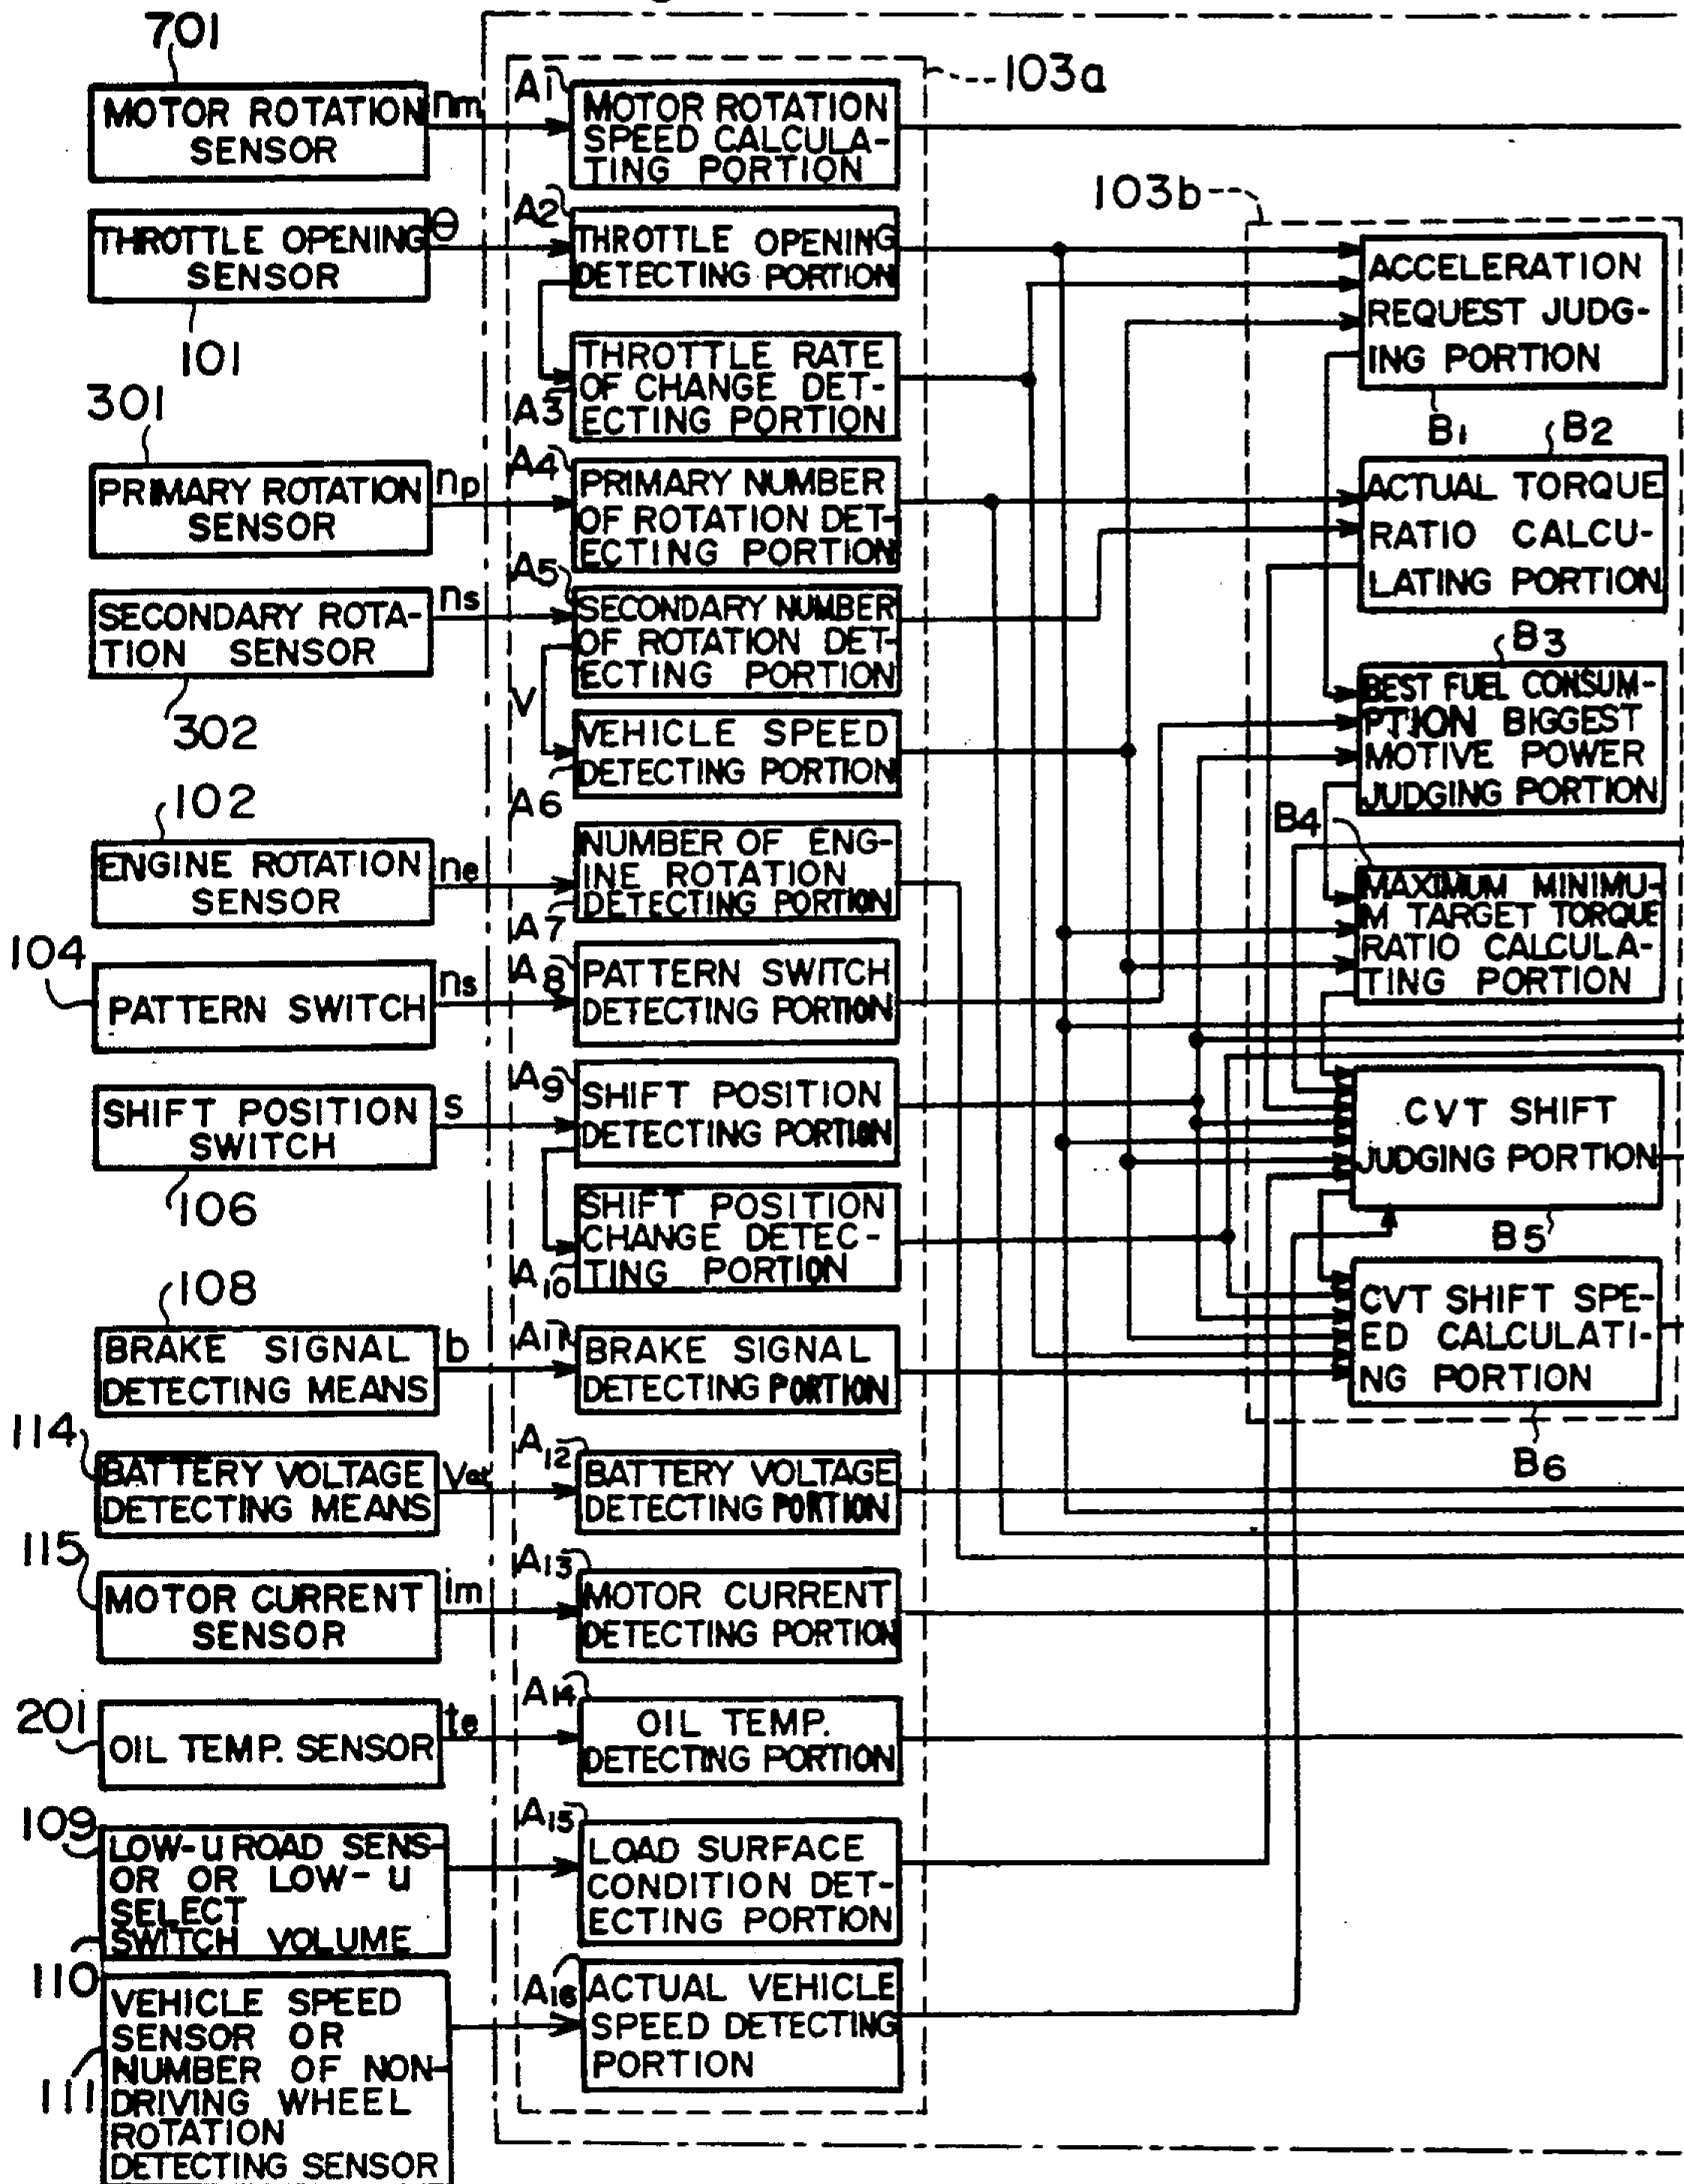 701
MOTOR ROTATION
SENSOR
nm
A1
MOTOR ROTATION
SPEED CALCULA-
TING PORTION
103a
THROTTLE OPENING
SENSOR
θ
101
A2
THROTTLE OPENING
DETECTING PORTION
103b
THROTTLE RATE
OF CHANGE DET-
ECTING PORTION
A3
ACCELERATION
REQUEST JUDG-
ING PORTION
B1
301
PRIMARY ROTATION
SENSOR
np
A4
PRIMARY NUMBER
OF ROTATION DET-
ECTING PORTION
B2
ACTUAL TORQUE
RATIO CALCU-
LATING PORTION
SECONDARY ROTA-
TION SENSOR
ns
302
A5
SECONDARY NUMBER
OF ROTATION DET-
ECTING PORTION
V
VEHICLE SPEED
DETECTING PORTION
A6
B3
BEST FUEL CONSUM-
PTION BIGGEST
MOTIVE POWER
JUDGING PORTION
102
ENGINE ROTATION
SENSOR
ne
NUMBER OF ENG-
INE ROTATION
DETECTING PORTION
A7
B4
MAXIMUM MINIMU-
M TARGET TORQUE
RATIO CALCULA-
TING PORTION
104
PATTERN SWITCH
ns
A8
PATTERN SWITCH
DETECTING PORTION
SHIFT POSITION
SWITCH
s
106
A9
SHIFT POSITION
DETECTING PORTION
CVT SHIFT
JUDGING PORTION
B5
SHIFT POSITION
CHANGE DETEC-
TING PORTION
A10
CVT SHIFT SPE-
ED CALCULATI-
NG PORTION
B6
108
BRAKE SIGNAL
DETECTING MEANS
b
A11
BRAKE SIGNAL
DETECTING PORTION
114
BATTERY VOLTAGE
DETECTING MEANS
A12
BATTERY VOLTAGE
DETECTING PORTION
115
MOTOR CURRENT
SENSOR
im
A13
MOTOR CURRENT
DETECTING PORTION
201
OIL TEMP. SENSOR
te
A14
OIL TEMP.
DETECTING PORTION
109
LOW-u ROAD SENS-
OR OR LOW-u
SELECT
SWITCH VOLUME
110
A15
LOAD SURFACE
CONDITION DET-
ECTING PORTION
VEHICLE SPEED
SENSOR OR
NUMBER OF NON-
DRIVING WHEEL
ROTATION
DETECTING SENSOR
111
A16
ACTUAL VEHICLE
SPEED DETECTING
PORTION